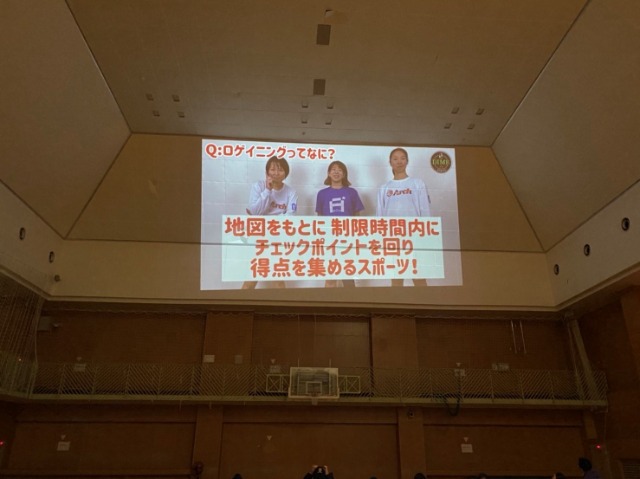 Q:ロゲイニングってなに?
Arch
Arch
地図をもとに 制限時間内に
チェックポイントを回り
得点を集めるスポーツ!